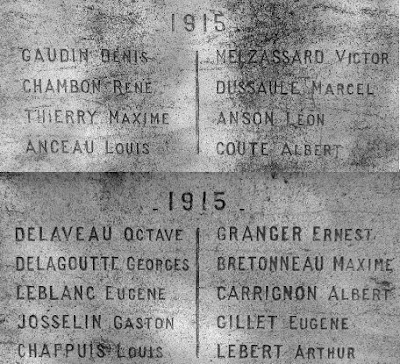 1915
GAUDIN DENIS
CHAMBON RENÉ
THIERRY MAXIME
ANCEAU LOUIS
MELZASSARD VICTOR
DUSSAULE MARCEL
ANSON LÉON
COUTE ALBERT
1915
DELAVEAU OCTAVE
DELAGOUTTE GEORGES
LEBLANC EUGÈNE
JOSSELIN GASTON
CHAPPUIS LOUIS
GRANGER ERNEST
BRETONNEAU MAXIME
CARRIGNON ALBERT
GILLET EUGÈNE
LEBERT ARTHUR